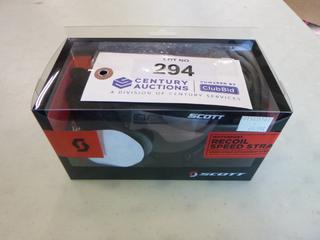 LOT NO
294
CENTURY
AUCTIONS
POWERED BY
ClubBid
A DIVISION OF CENTURY SERVICES
SCOTT
RECOIL
SPEED STRA
SCOTT